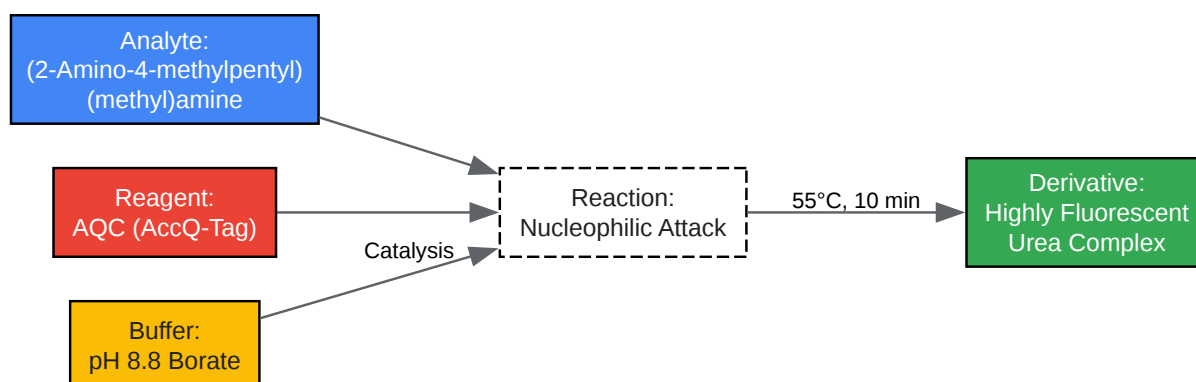 Analyte:
(2-Amino-4-methylpentyl)
(methyl)amine
Reagent:
AQC (AccQ-Tag)
Buffer:
pH 8.8 Borate
Catalysis
Reaction:
Nucleophilic Attack
55°C, 10 min
Derivative:
Highly Fluorescent
Urea Complex